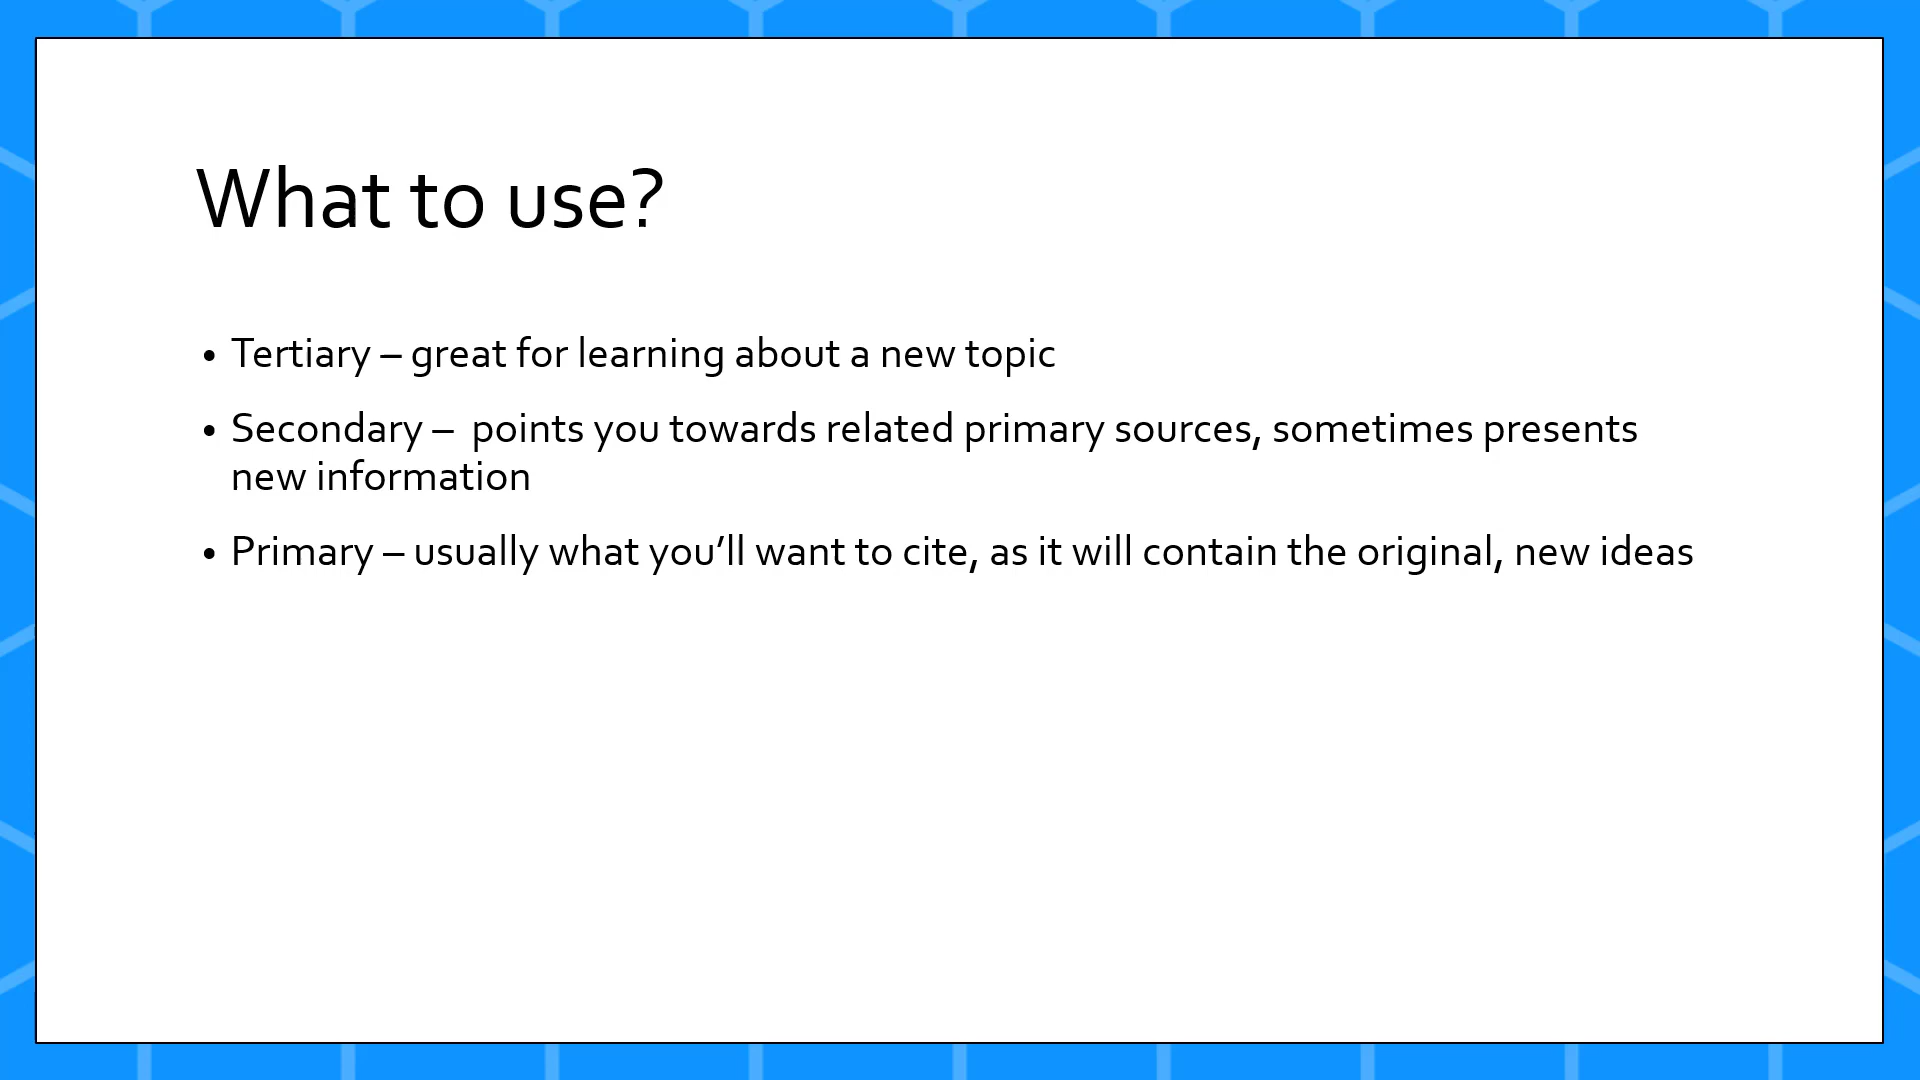 What to use?
• Tertiary – great for learning about a new topic
• Secondary –  points you towards related primary sources, sometimes presents
new information
• Primary – usually what you’ll want to cite, as it will contain the original, new ideas